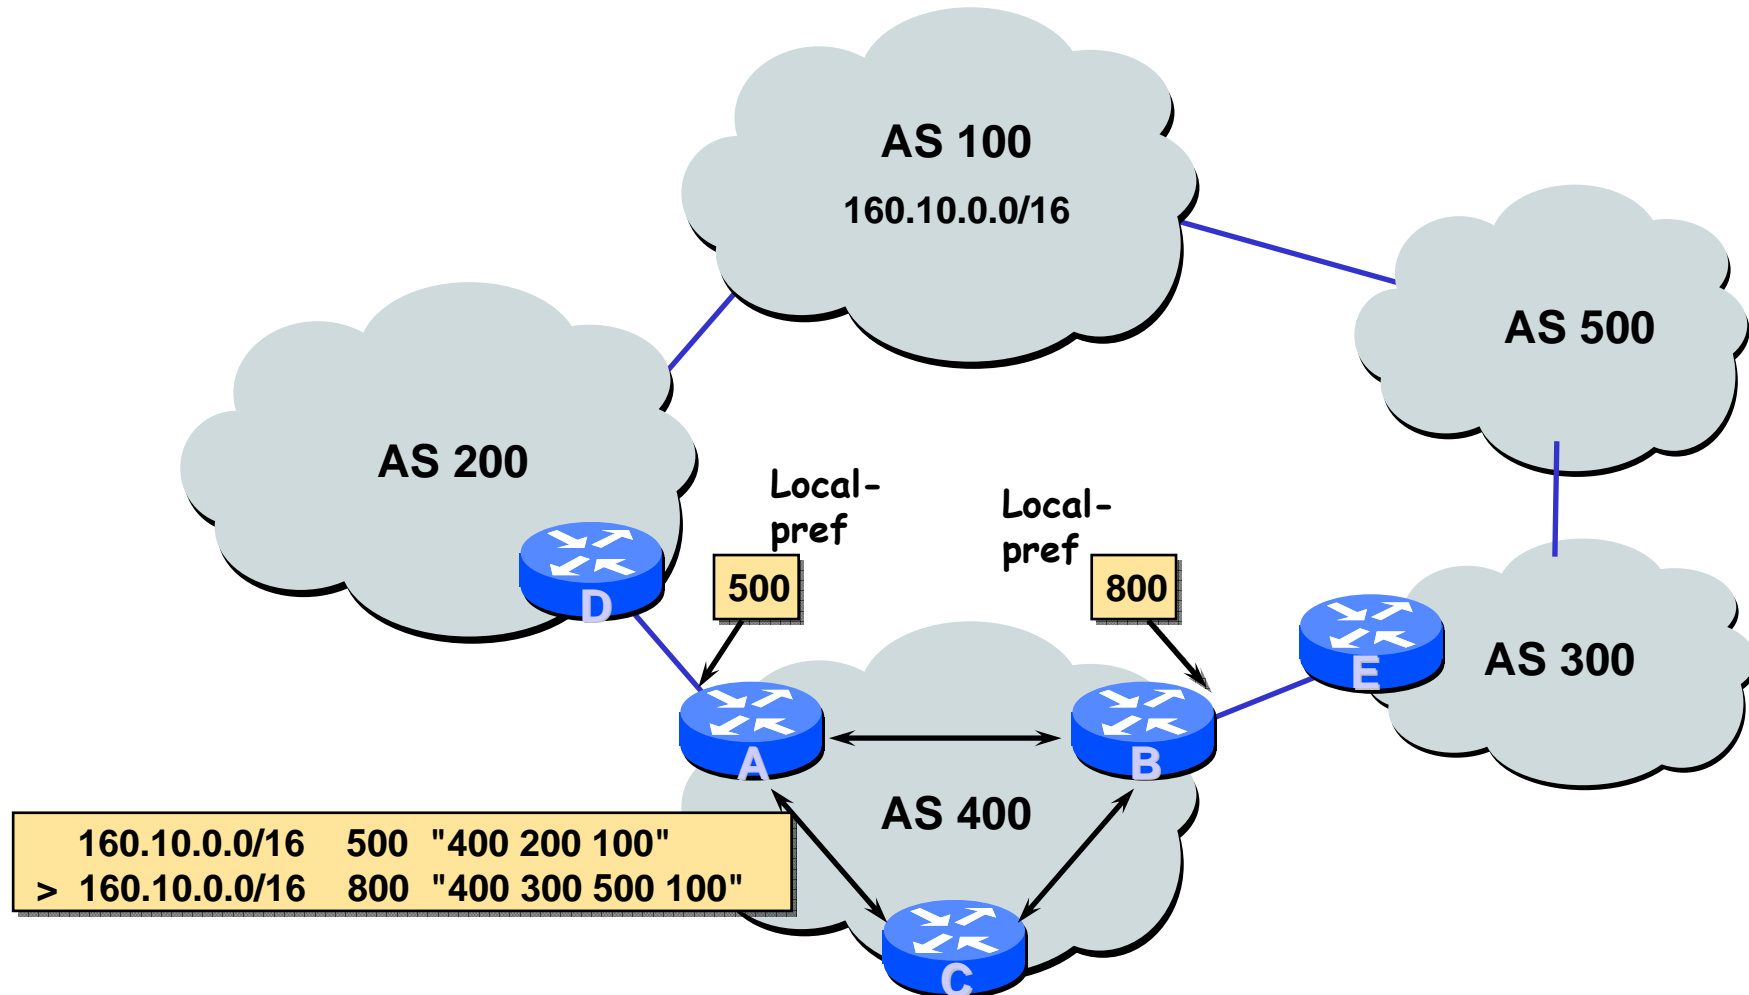 AS 100
160.10.0.0/16
AS 500
AS 200
Local-
pref
Local-
pref
500
800
D
E
AS 300
A
B
AS 400
160.10.0.0/16 500 "400 200 100"
> 160.10.0.0/16 800 "400 300 500 100"
C